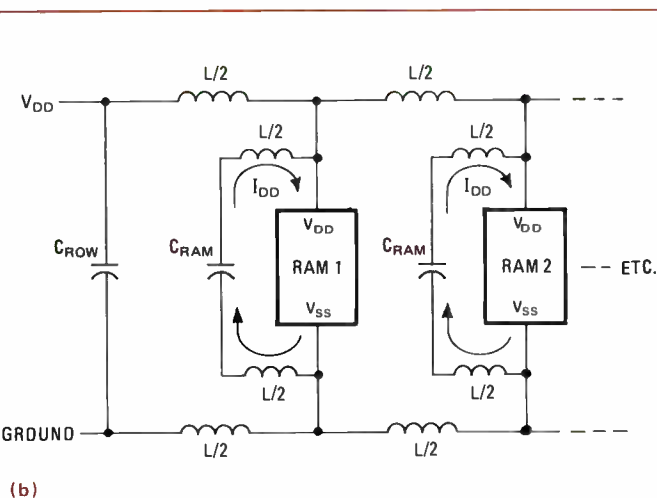 L/2 L/2
V_DD
L/2 L/2
I_DD I_DD
V_DD V_DD
C_ROW C_RAM RAM 1 C_RAM RAM 2 ETC.
V_SS V_SS
L/2 L/2
GROUND
L/2 L/2
(b)